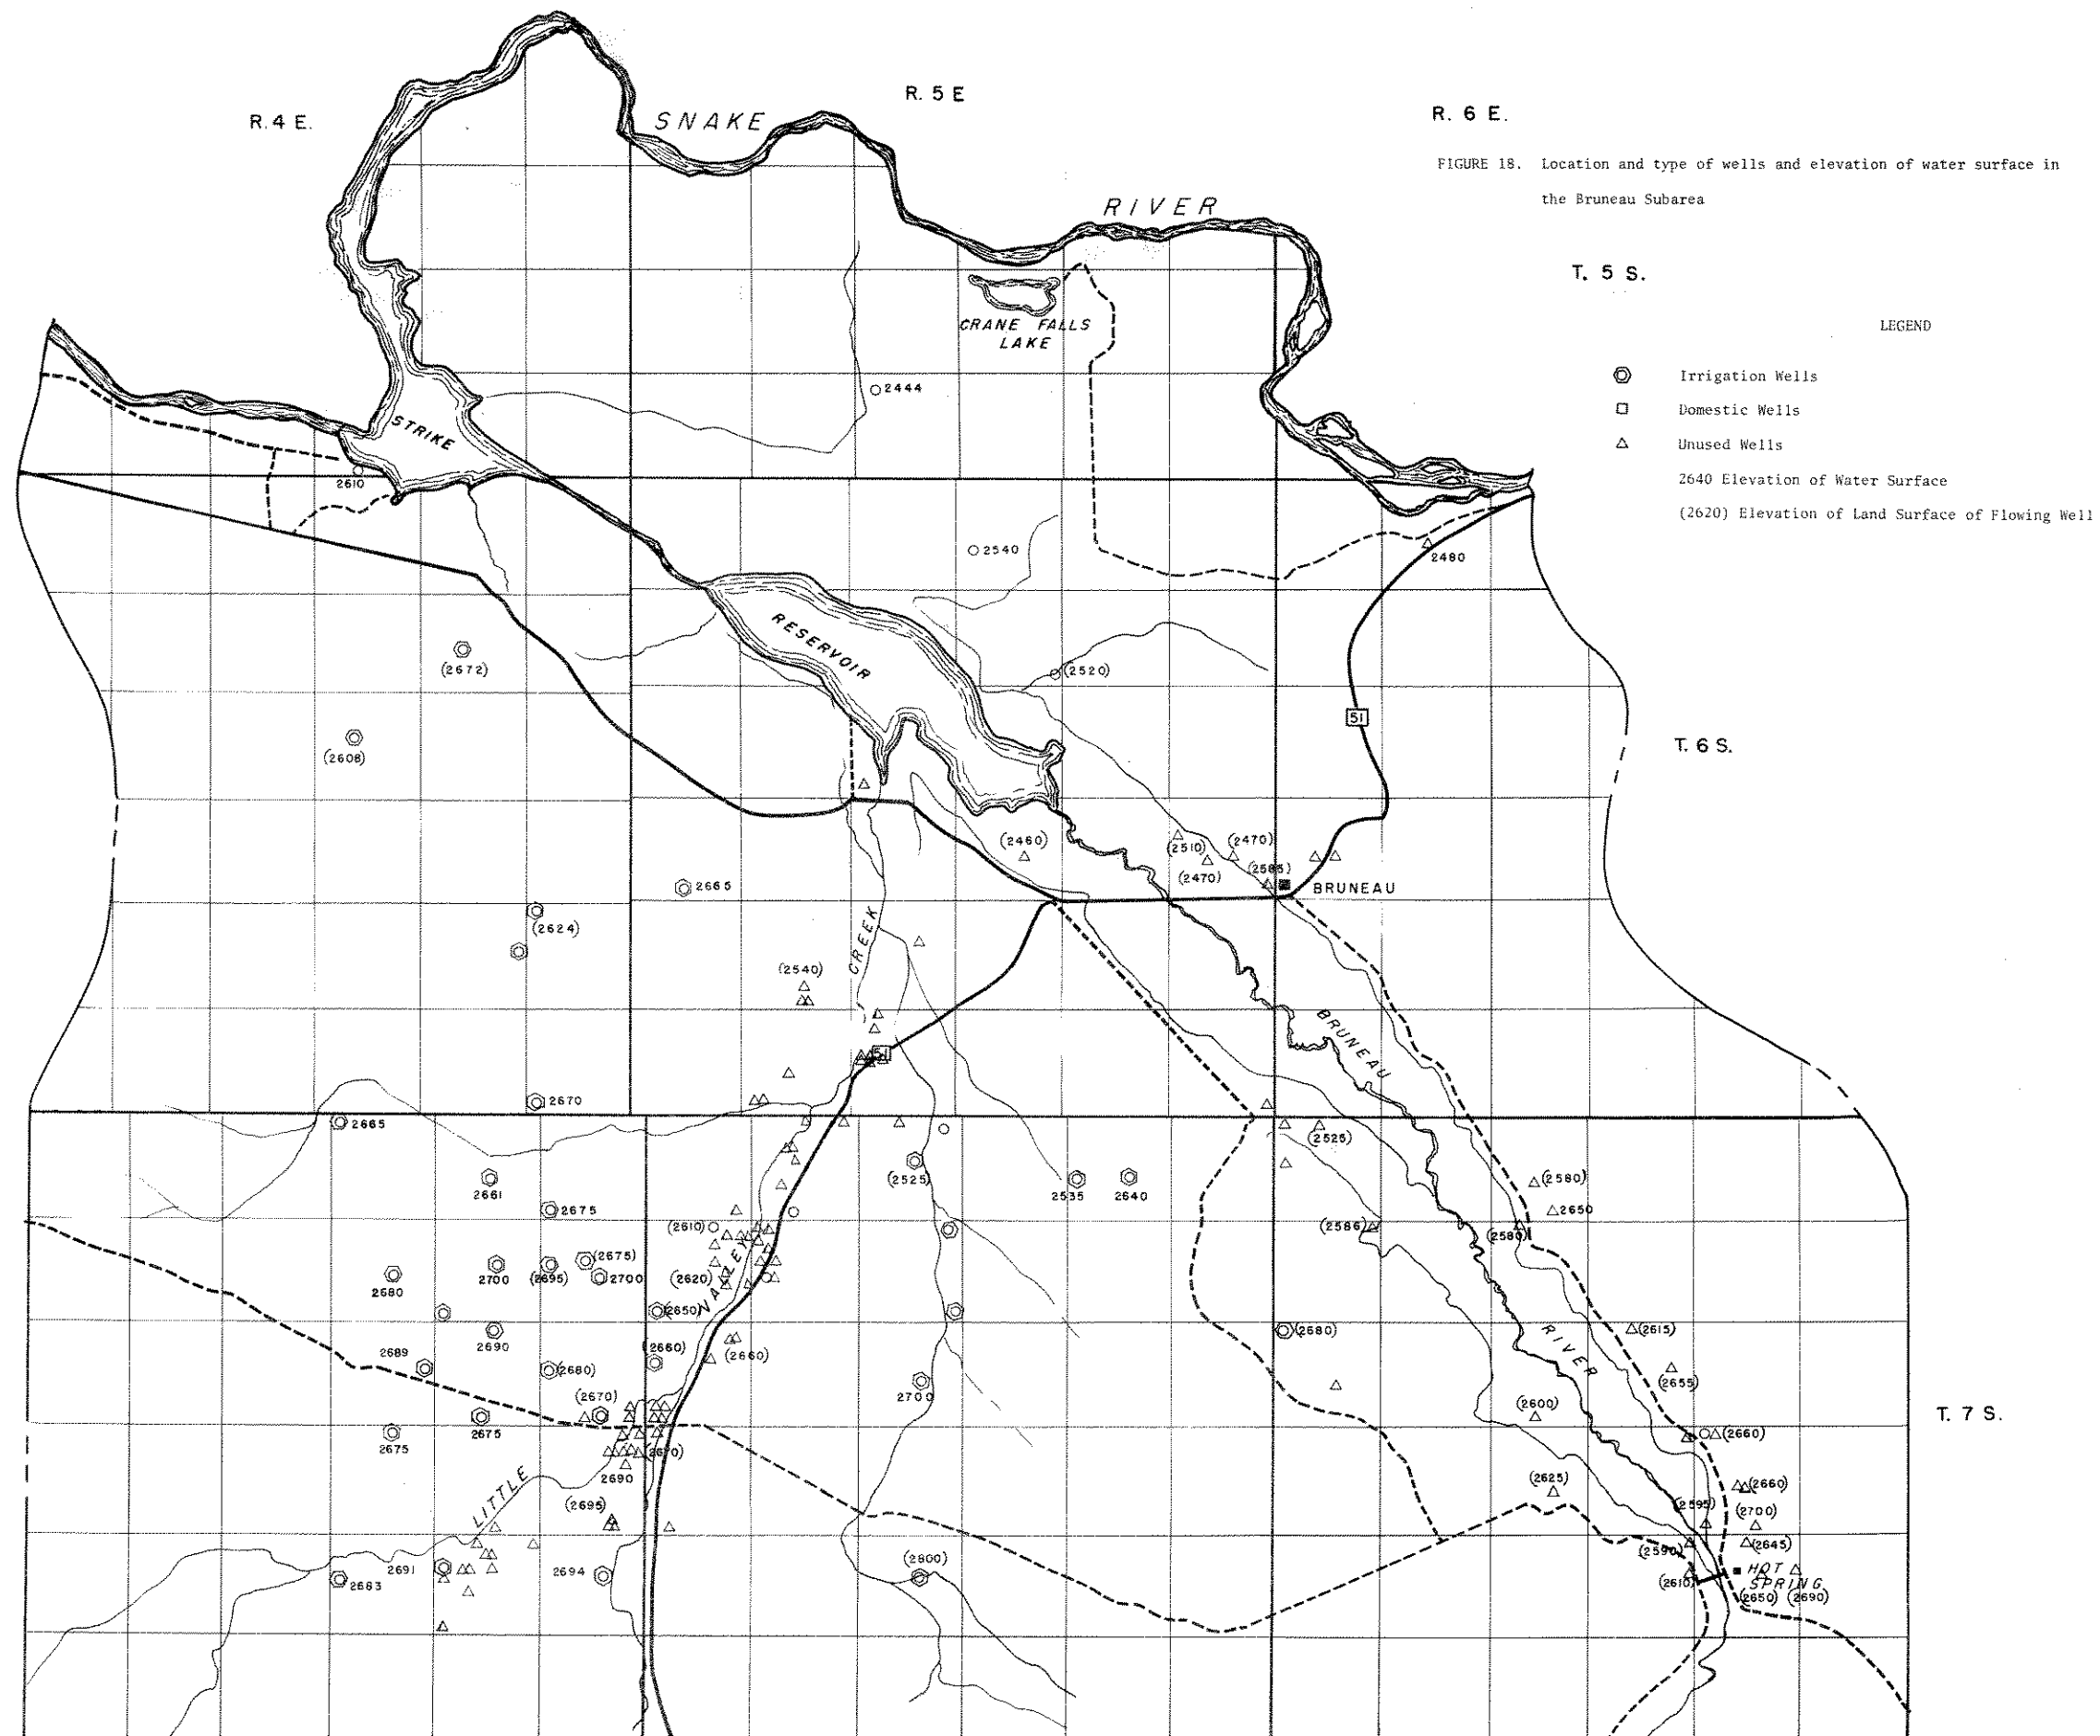 R. 4 E.
SNAKE
R. 5 E
R. 6 E.
FIGURE 18. Location and type of wells and elevation of water surface in
the Bruneau Subarea
RIVER
T. 5 S.
CRANE FALLS
LAKE
LEGEND
Irrigation Wells
Domestic Wells
Unused Wells
2640 Elevation of Water Surface
(2620) Elevation of Land Surface of Flowing Well
2444
STRIKE
2610
2540
2480
RESERVOIR
(2672)
(2520)
51
(2608)
T. 6 S.
(2460)
(2510)
(2470)
(2470)
(2585)
BRUNEAU
2665
(2624)
CREEK
(2540)
BRUNEAU
51
2670
2665
(2525)
(2525)
2661
2535
2640
(2580)
2675
2650
(2610)
(2586)
(2580)
VALLEY
(2675)
2680
2700
(2695)
2700
(2620)
(2650)
2690
(2680)
RIVER
(2615)
2689
(2680)
(2660)
(2660)
(2655)
(2670)
2700
(2600)
T. 7 S.
2675
2675
(2670)
(2660)
2690
LITTLE
(2625)
(2660)
(2695)
(2595)
(2700)
(2590)
(2645)
2683
2691
2694
(2800)
(2610)
HOT
SPRING
(2650)
(2690)